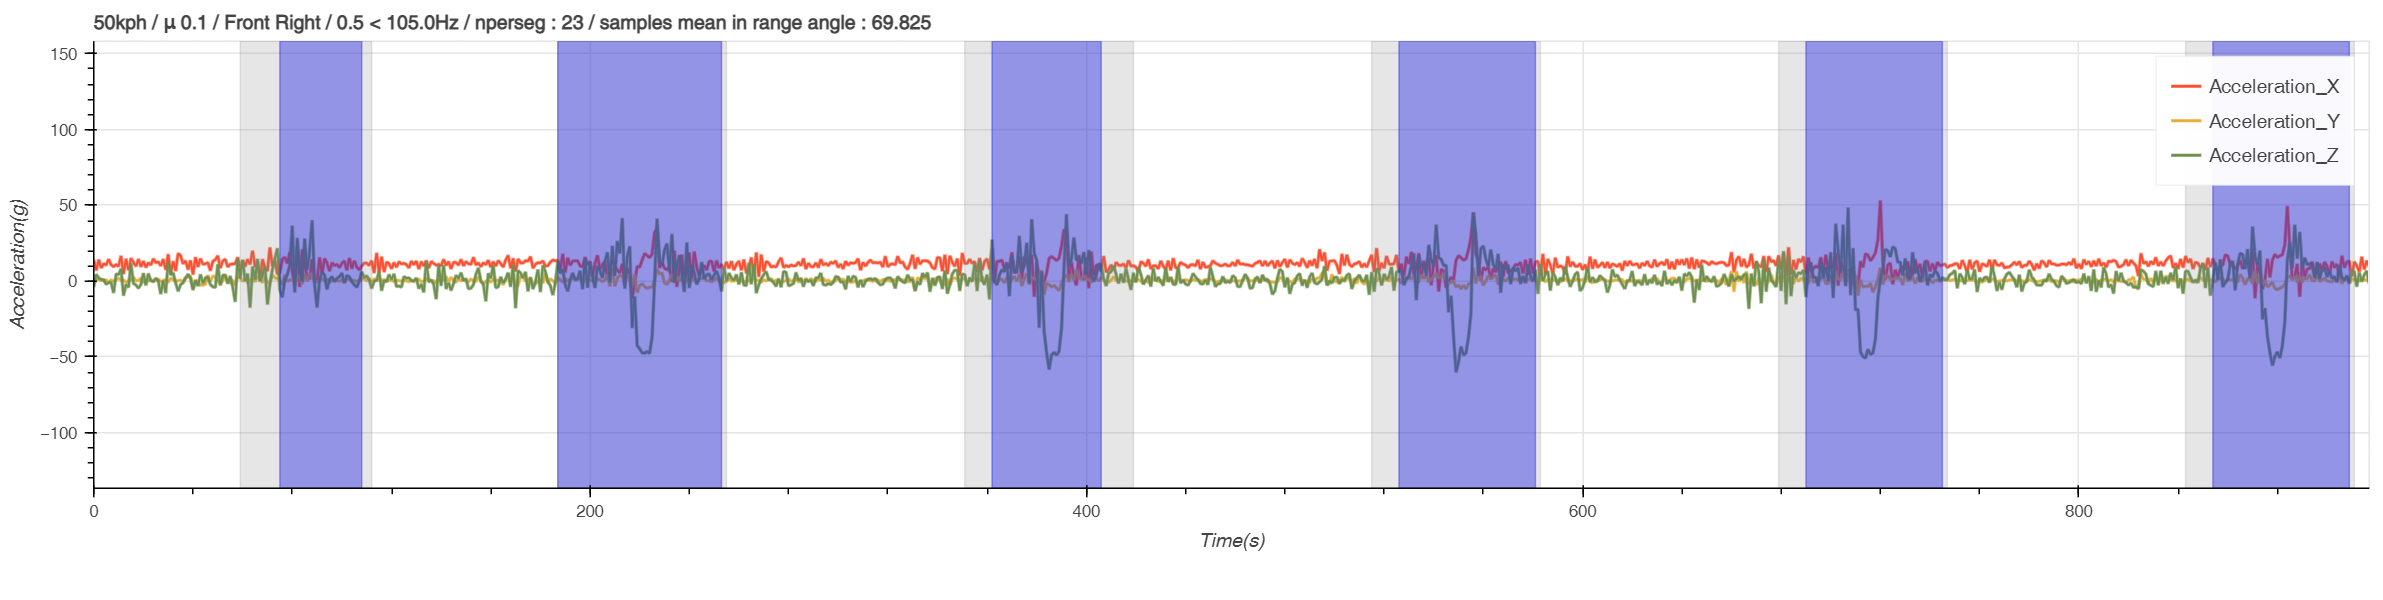 50kph / μ 0.1 / Front Right / 0.5 < 105.0Hz / nperseg : 23 / samples mean in range angle : 69.825
150
100
50
0
−50
−100
Acceleration(g)
Acceleration_X
Acceleration_Y
Acceleration_Z
0 200 400 600 800
Time(s)